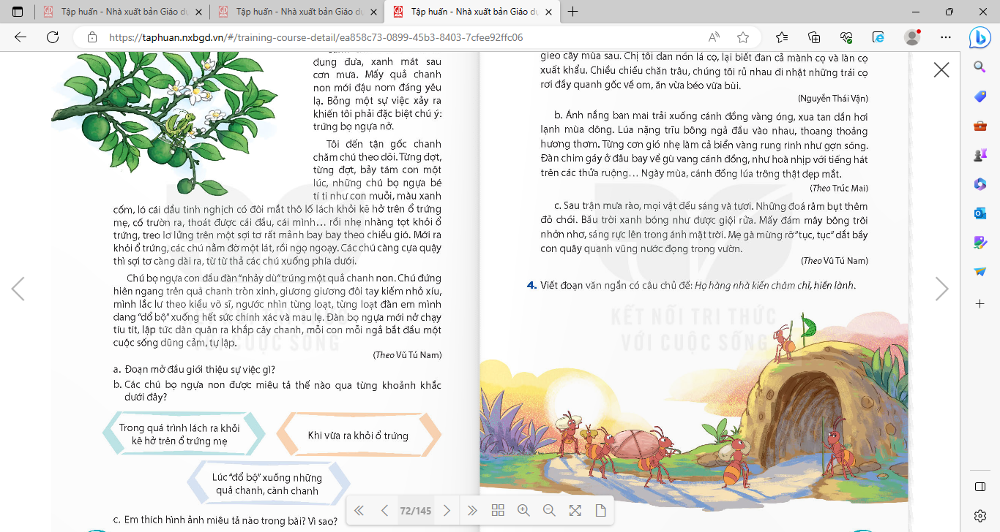 Tập huấn - Nhà xuất bản Giáo dụ
Tập huấn - Nhà xuất bản Giáo dụ
Tập huấn - Nhà xuất bản Giáo dụ
https://taphuan.nxbgd.vn/#/training-course-detail/ea858c73-0899-45b3-8403-7cfee92ffc06
đung đưa, xanh mát sau
cơn mưa. Mấy quả chanh
non mới đậu nom đáng yêu
lạ. Bỗng một sự việc xảy ra
khiến tôi phải đặc biệt chú ý:
trứng bọ ngựa nở.
Tôi đến tận gốc chanh
chăm chú theo dõi. Từng đợt,
từng đợt, bảy tám con một
lúc, những chú bọ ngựa bé
tí ti như con muỗi, màu xanh
cốm, ló cái đầu tinh nghịch có đôi mắt thô lố lách khỏi kẽ hở trên ổ trứng
mẹ, cố trườn ra, thoát được cái đầu, cái mình… rồi nhẹ nhàng tọt khỏi ổ
trứng, treo lơ lửng trên một sợi tơ rất mảnh bay bay theo chiều gió. Mới ra
khỏi ổ trứng, các chú nằm đờ một lát, rồi ngọ ngoạy. Các chú càng cựa quậy
thì sợi tơ càng dài ra, từ từ thả các chú xuống phía dưới.
Chú bọ ngựa con đầu đàn “nhảy dù” trúng một quả chanh non. Chú đứng
hiên ngang trên quả chanh tròn xinh, giương giương đôi tay kiếm nhỏ xíu,
mình lắc lư theo kiểu võ sĩ, ngước nhìn từng loạt, từng loạt đàn em mình
đang “đổ bộ” xuống hết sức chính xác và mau lẹ. Đàn bọ ngựa mới nở chạy
tíu tít, lập tức dàn quân ra khắp cây chanh, mỗi con mỗi ngả bắt đầu một
cuộc sống dũng cảm, tự lập.
(Theo Vũ Tú Nam)
a. Đoạn mở đầu giới thiệu sự việc gì?
b. Các chú bọ ngựa non được miêu tả thế nào qua từng khoảnh khắc
dưới đây?
Trong quá trình lách ra khỏi
kẽ hở trên ổ trứng mẹ
Khi vừa ra khỏi ổ trứng
Lúc “đổ bộ” xuống những
quả chanh, cành chanh
c. Em thích hình ảnh miêu tả nào trong bài? Vì sao?
gieo cấy mùa sau. Chị tôi đan nón lá cọ, lại biết đan cả mành cọ và làn cọ
xuất khẩu. Chiều chiều chăn trâu, chúng tôi rủ nhau đi nhặt những trái cọ
rơi đầy quanh gốc về om, ăn vừa béo vừa bùi.
(Nguyễn Thái Vận)
b. Ánh nắng ban mai trải xuống cánh đồng vàng óng, xua tan dần hơi
lạnh mùa đông. Lúa nặng trĩu bông ngả đầu vào nhau, thoang thoảng
hương thơm. Từng cơn gió nhẹ làm cả biển vàng rung rinh như gợn sóng.
Đàn chim gáy ở đâu bay về gù vang cánh đồng, như hoà nhịp với tiếng hát
trên các thửa ruộng… Ngày mùa, cánh đồng lúa trông thật đẹp mắt.
(Theo Trúc Mai)
c. Sau trận mưa rào, mọi vật đều sáng và tươi. Những đoá râm bụt thêm
đỏ chói. Bầu trời xanh bóng như được giội rửa. Mấy đám mây bông trôi
nhởn nhơ, sáng rực lên trong ánh mặt trời. Mẹ gà mừng rỡ “tục, tục” dắt bầy
con quây quanh vũng nước đọng trong vườn.
(Theo Vũ Tú Nam)
4. Viết đoạn văn ngắn có câu chủ đề: Họ hàng nhà kiến chăm chỉ, hiền lành.
KẾT NỐI TRI THỨC
VỚI CUỘC SỐNG
72/145